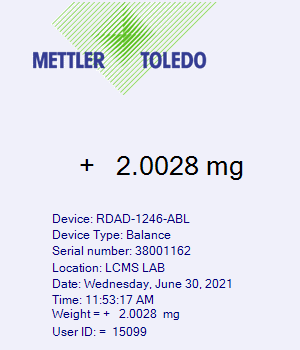 METTLER TOLEDO
+ 2.0028 mg
Device: RDAD-1246-ABL
Device Type: Balance
Serial number: 38001162
Location: LCMS LAB
Date: Wednesday, June 30, 2021
Time: 11:53:17 AM
Weight = + 2.0028 mg
User ID: = 15099